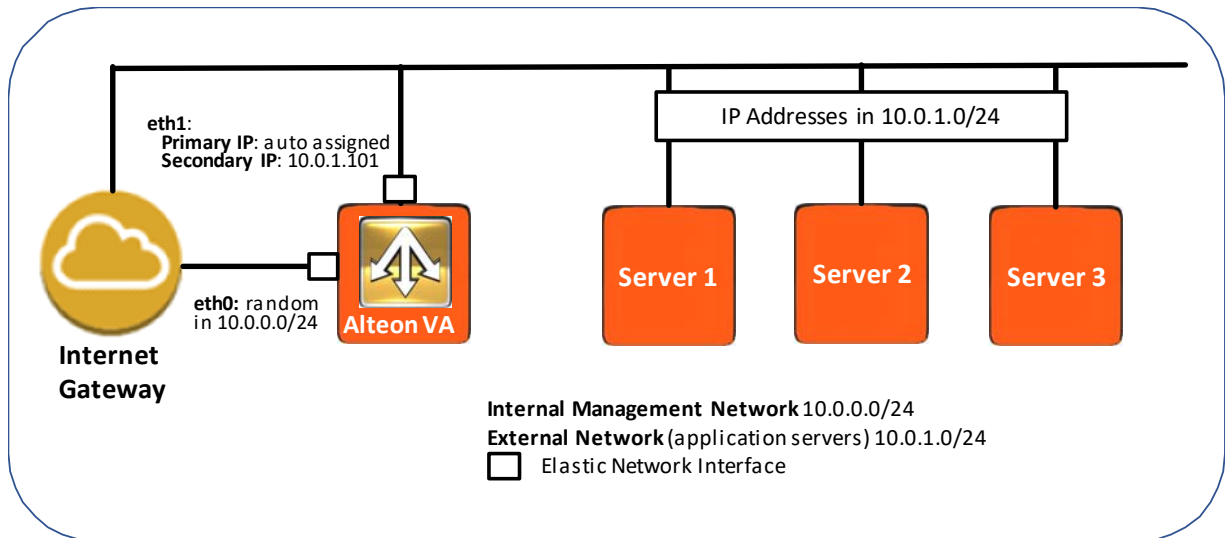 eth1:
Primary IP: auto assigned
Secondary IP: 10.0.1.101
IP Addresses in 10.0.1.0/24
eth0: random
in 10.0.0.0/24
Alteon VA
Server 1
Server 2
Server 3
Internet
Gateway
Internal Management Network 10.0.0.0/24
External Network (application servers) 10.0.1.0/24
Elastic Network Interface